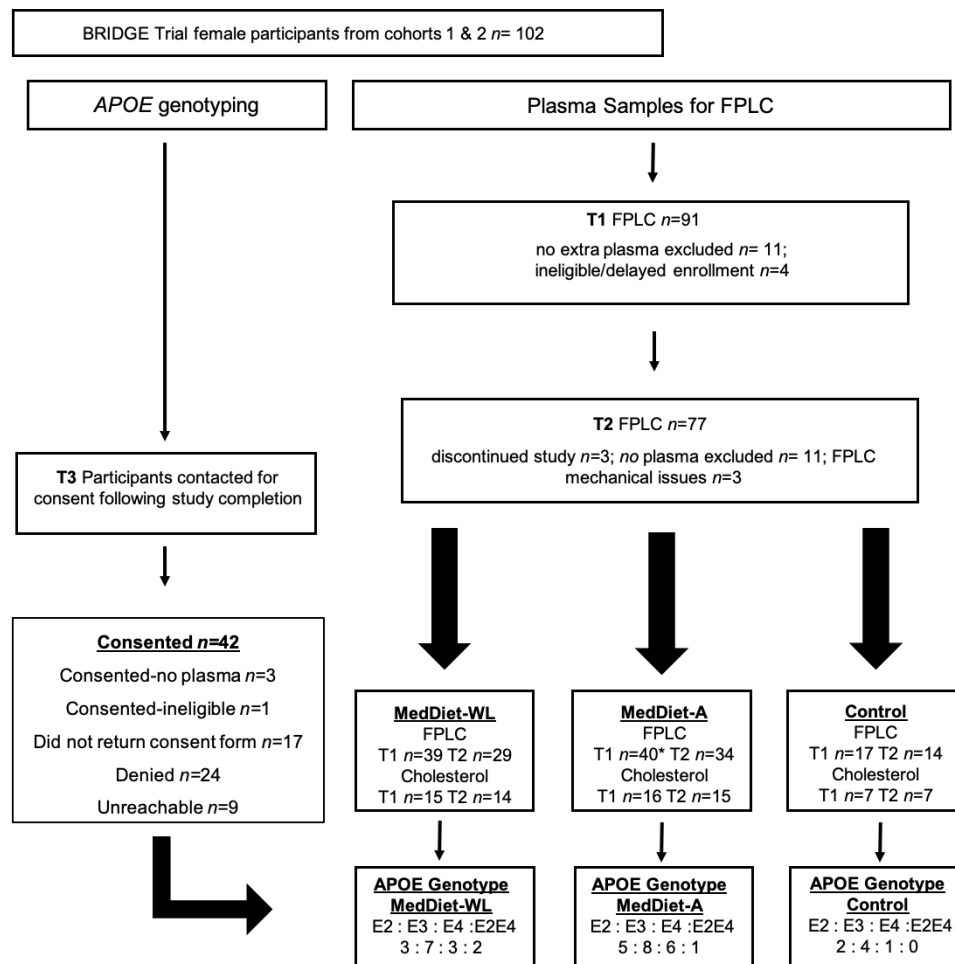 BRIDGE Trial female participants from cohorts 1 & 2 n= 102
APOE genotyping
Plasma Samples for FPLC
T1 FPLC n=91
no extra plasma excluded n= 11;
ineligible/delayed enrollment n=4
T2 FPLC n=77
discontinued study n=3; no plasma excluded n= 11; FPLC
mechanical issues n=3
T3 Participants contacted for
consent following study completion
Consented n=42
Consented-no plasma n=3
Consented-ineligible n=1
Did not return consent form n=17
Denied n=24
Unreachable n=9
MedDiet-WL
FPLC
T1 n=39 T2 n=29
Cholesterol
T1 n=15 T2 n=14
MedDiet-A
FPLC
T1 n=40* T2 n=34
Cholesterol
T1 n=16 T2 n=15
Control
FPLC
T1 n=17 T2 n=14
Cholesterol
T1 n=7 T2 n=7
APOE Genotype
MedDiet-WL
E2 : E3 : E4 :E2E4
3 : 7 : 3 : 2
APOE Genotype
MedDiet-A
E2 : E3 : E4 :E2E4
5 : 8 : 6 : 1
APOE Genotype
Control
E2 : E3 : E4 :E2E4
2 : 4 : 1 : 0